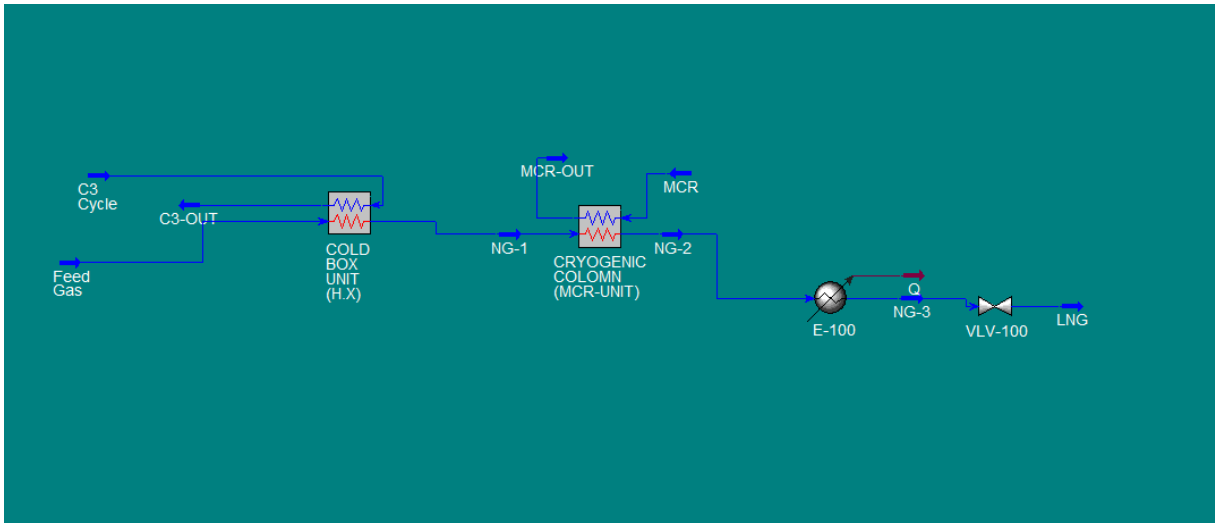 C3
Cycle
C3-OUT
Feed
Gas
COLD
BOX
UNIT
(H.X)
NG-1
MCR-OUT
MCR
CRYOGENIC
COLOMN
(MCR-UNIT)
NG-2
E-100
Q
NG-3
VLV-100
LNG